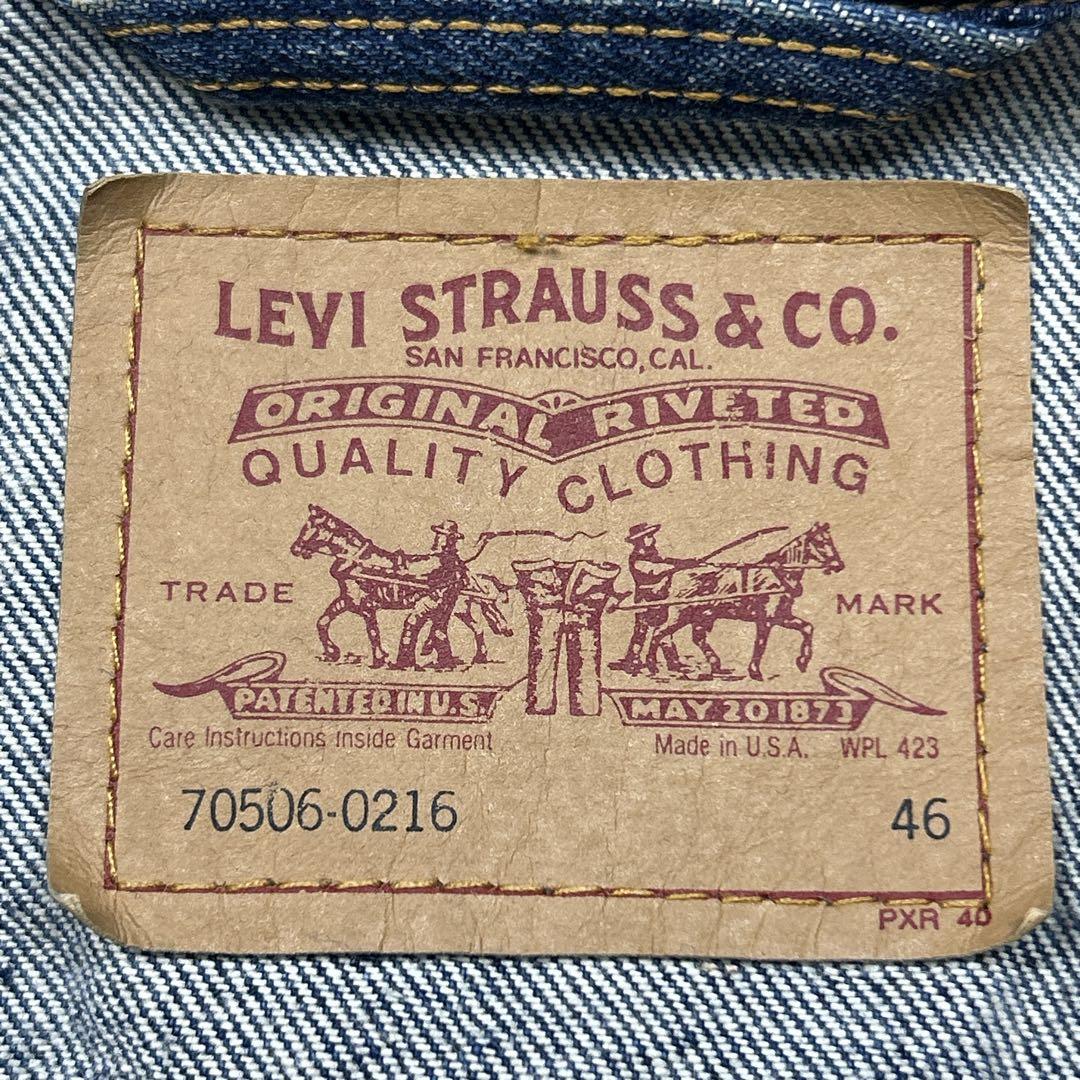 LEVI STRAUSS & CO.
SAN FRANCISCO, CAL.
ORIGINAL RIVETED
QUALITY CLOTHING
TRADE MARK
PATENTED IN U.S. MAY 20 1873
Care Instructions Inside Garment Made in U.S.A. WPL 423
70506-0216 46
PXR 40